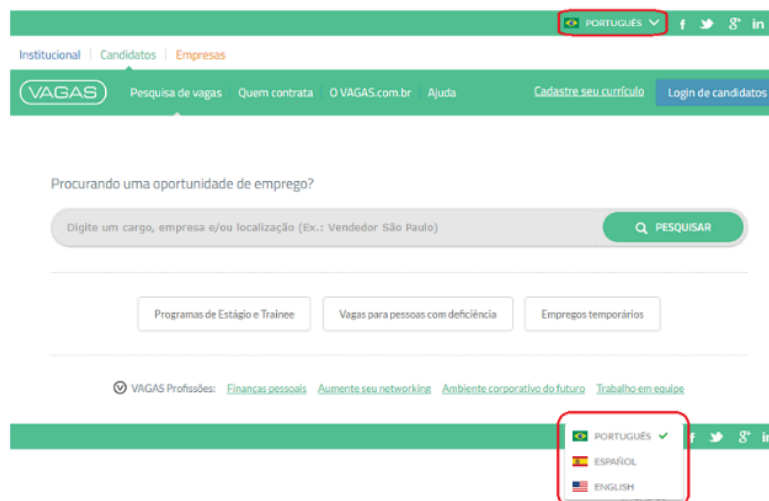 PORTUGUÊS f g+ in
Institucional Candidatos Empresas
VAGAS Pesquisa de vagas Quem contrata O VAGAS.com.br Ajuda Cadastre seu currículo Login de candidatos
Procurando uma oportunidade de emprego?
Digite um cargo, empresa e/ou localização (Ex.: Vendedor São Paulo) PESQUISAR
Programas de Estágio e Trainee Vagas para pessoas com deficiência Empregos temporários
VAGAS Profissões: Finanças pessoais Aumente seu networking Ambiente corporativo do futuro Trabalho em equipe
PORTUGUÊS f g+ in
ESPAÑOL
ENGLISH